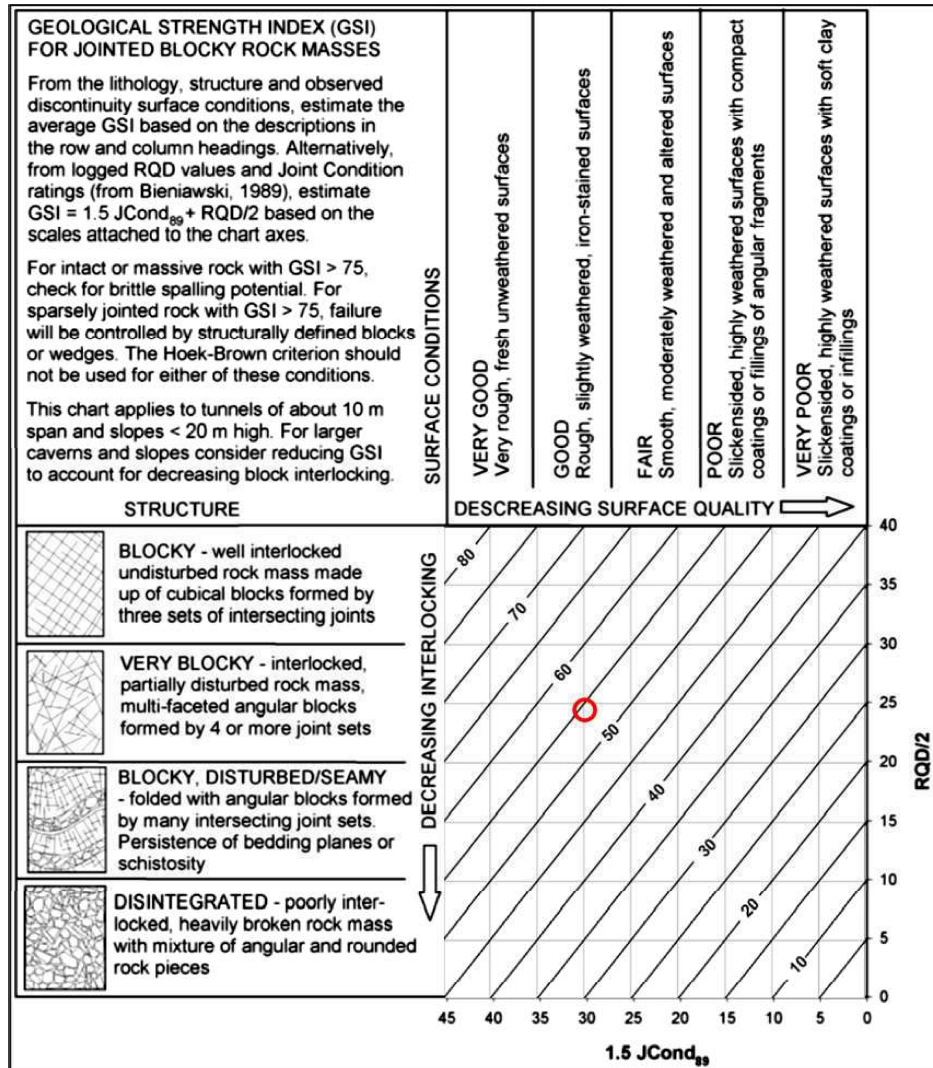 GEOLOGICAL STRENGTH INDEX (GSI)
FOR JOINTED BLOCKY ROCK MASSES
From the lithology, structure and observed
discontinuity surface conditions, estimate the
average GSI based on the descriptions in
the row and column headings. Alternatively,
from logged RQD values and Joint Condition
ratings (from Bieniawski, 1989), estimate
GSI = 1.5 JCond₈₉ + RQD/2 based on the
scales attached to the chart axes.
For intact or massive rock with GSI > 75,
check for brittle spalling potential. For
sparsely jointed rock with GSI > 75, failure
will be controlled by structurally defined blocks
or wedges. The Hoek-Brown criterion should
not be used for either of these conditions.
This chart applies to tunnels of about 10 m
span and slopes < 20 m high. For larger
caverns and slopes consider reducing GSI
to account for decreasing block interlocking.
SURFACE CONDITIONS
VERY GOOD
Very rough, fresh unweathered surfaces
GOOD
Rough, slightly weathered, iron-stained surfaces
FAIR
Smooth, moderately weathered and altered surfaces
POOR
Slickensided, highly weathered surfaces with compact
coatings or fillings of angular fragments
VERY POOR
Slickensided, highly weathered surfaces with soft clay
coatings or infillings
STRUCTURE
DESCREASING SURFACE QUALITY
BLOCKY - well interlocked
undisturbed rock mass made
up of cubical blocks formed by
three sets of intersecting joints
VERY BLOCKY - interlocked,
partially disturbed rock mass,
multi-faceted angular blocks
formed by 4 or more joint sets
BLOCKY, DISTURBED/SEAMY
- folded with angular blocks formed
by many intersecting joint sets.
Persistence of bedding planes or
schistosity
DISINTEGRATED - poorly inter-
locked, heavily broken rock mass
with mixture of angular and rounded
rock pieces
DECREASING INTERLOCKING
80
70
60
50
40
30
20
10
40
35
30
25
20
15
10
5
0
RQD/2
45 40 35 30 25 20 15 10 5 0
1.5 JCond₈₉